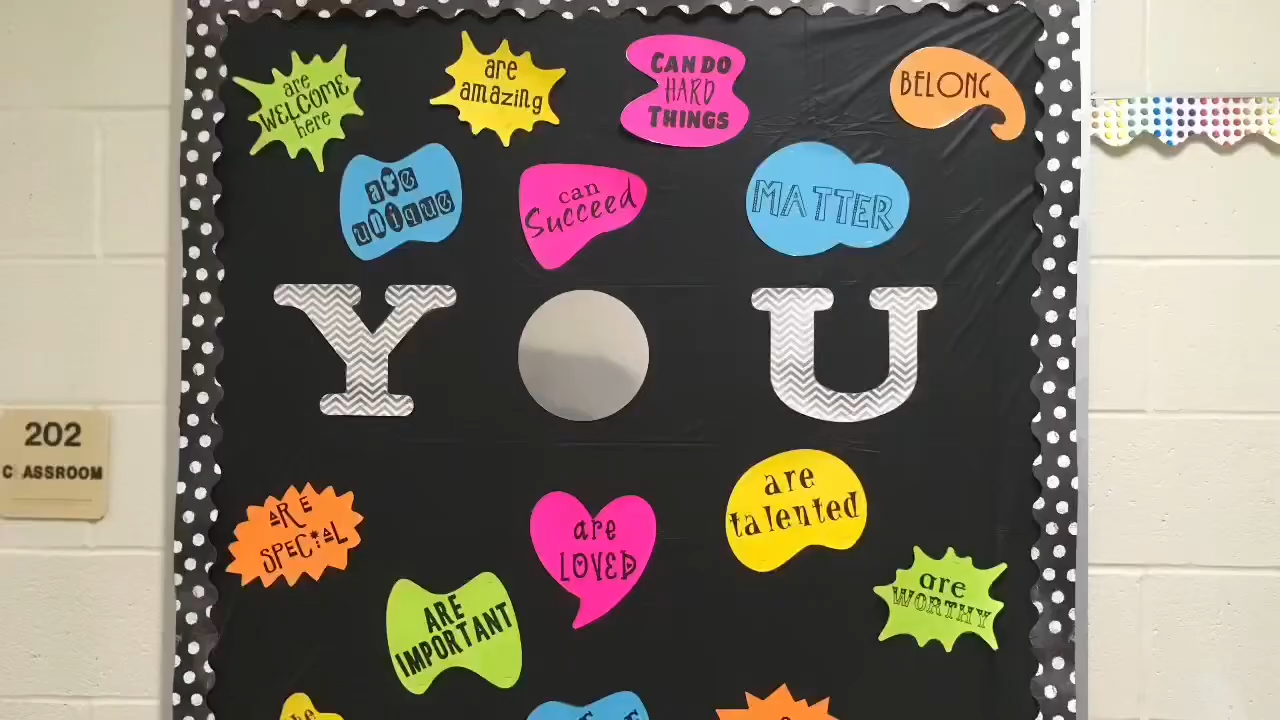 are
WELCOME
here
are
amazing
CAN DO
HARD
THINGS
BELONG
are
unique
can
Succeed
MATTER
Y U
202
C ASSROOM
ARE
SPECIAL
are
LOVED
are
talented
ARE
IMPORTANT
are
WORTHY